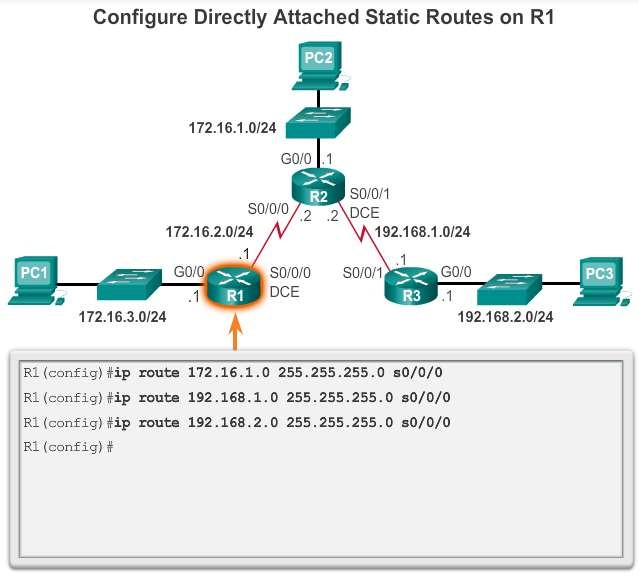 Configure Directly Attached Static Routes on R1
PC2
172.16.1.0/24
G0/0 .1
R2
S0/0/0 .2 .2 S0/0/1
DCE
172.16.2.0/24
192.168.1.0/24
.1
.1
PC1
G0/0
.1
R1
S0/0/0
DCE
S0/0/1
R3
G0/0
.1
PC3
172.16.3.0/24
192.168.2.0/24
R1(config)#ip route 172.16.1.0 255.255.255.0 s0/0/0
R1(config)#ip route 192.168.1.0 255.255.255.0 s0/0/0
R1(config)#ip route 192.168.2.0 255.255.255.0 s0/0/0
R1(config)#